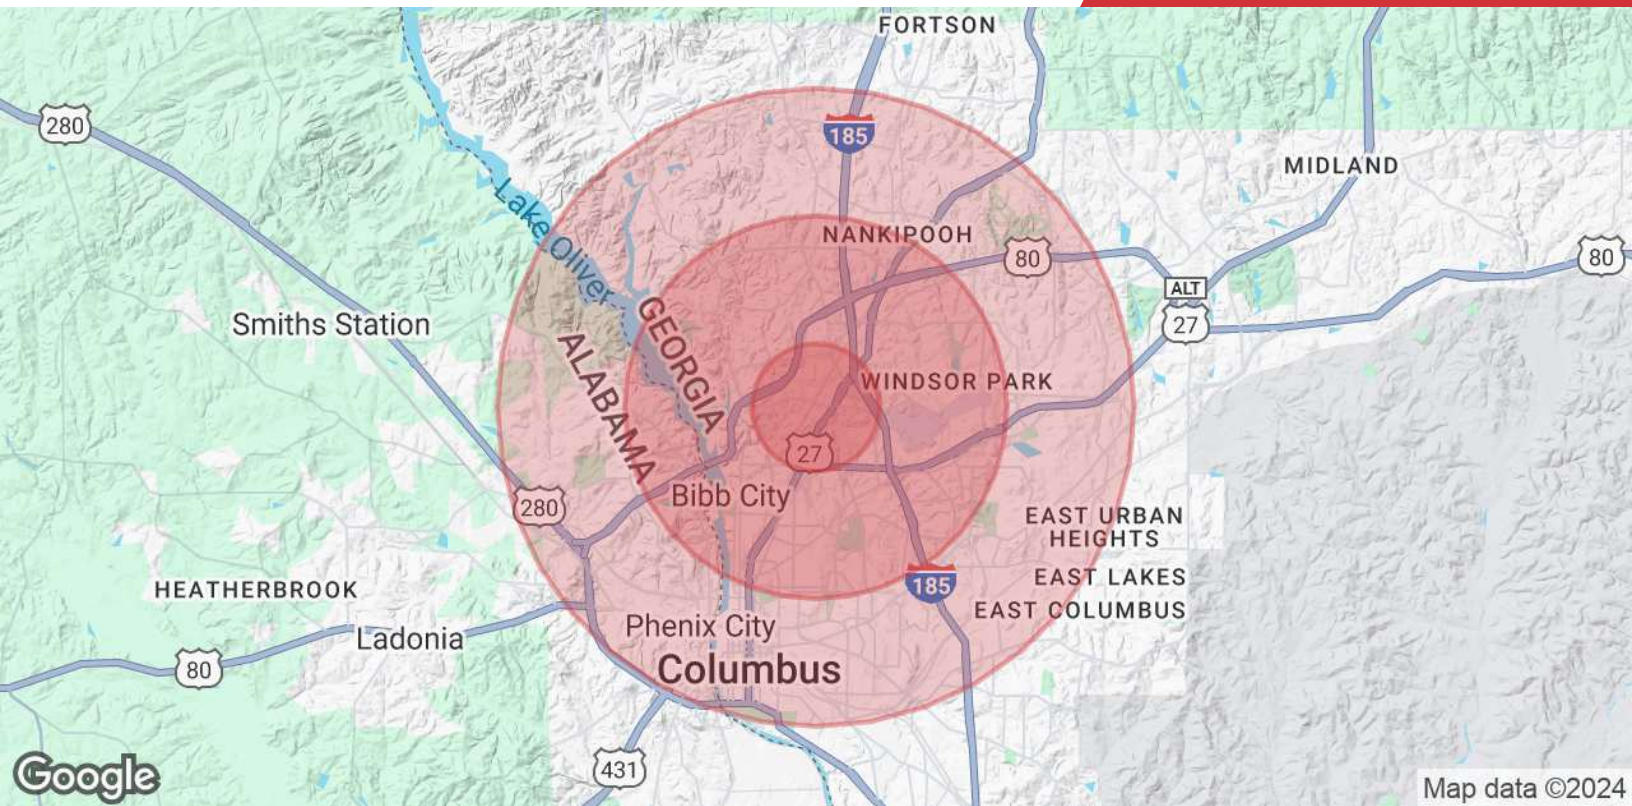 FORTSON
280
185
MIDLAND
Lake Oliver
NANKIPOOH
80
80
ALT
27
Smiths Station
GEORGIA
ALABAMA
WINDSOR PARK
27
Bibb City
280
EAST URBAN
HEIGHTS
EAST LAKES
185
HEATHERBROOK
EAST COLUMBUS
Phenix City
Ladonia
80
Columbus
431
Google
Map data ©2024